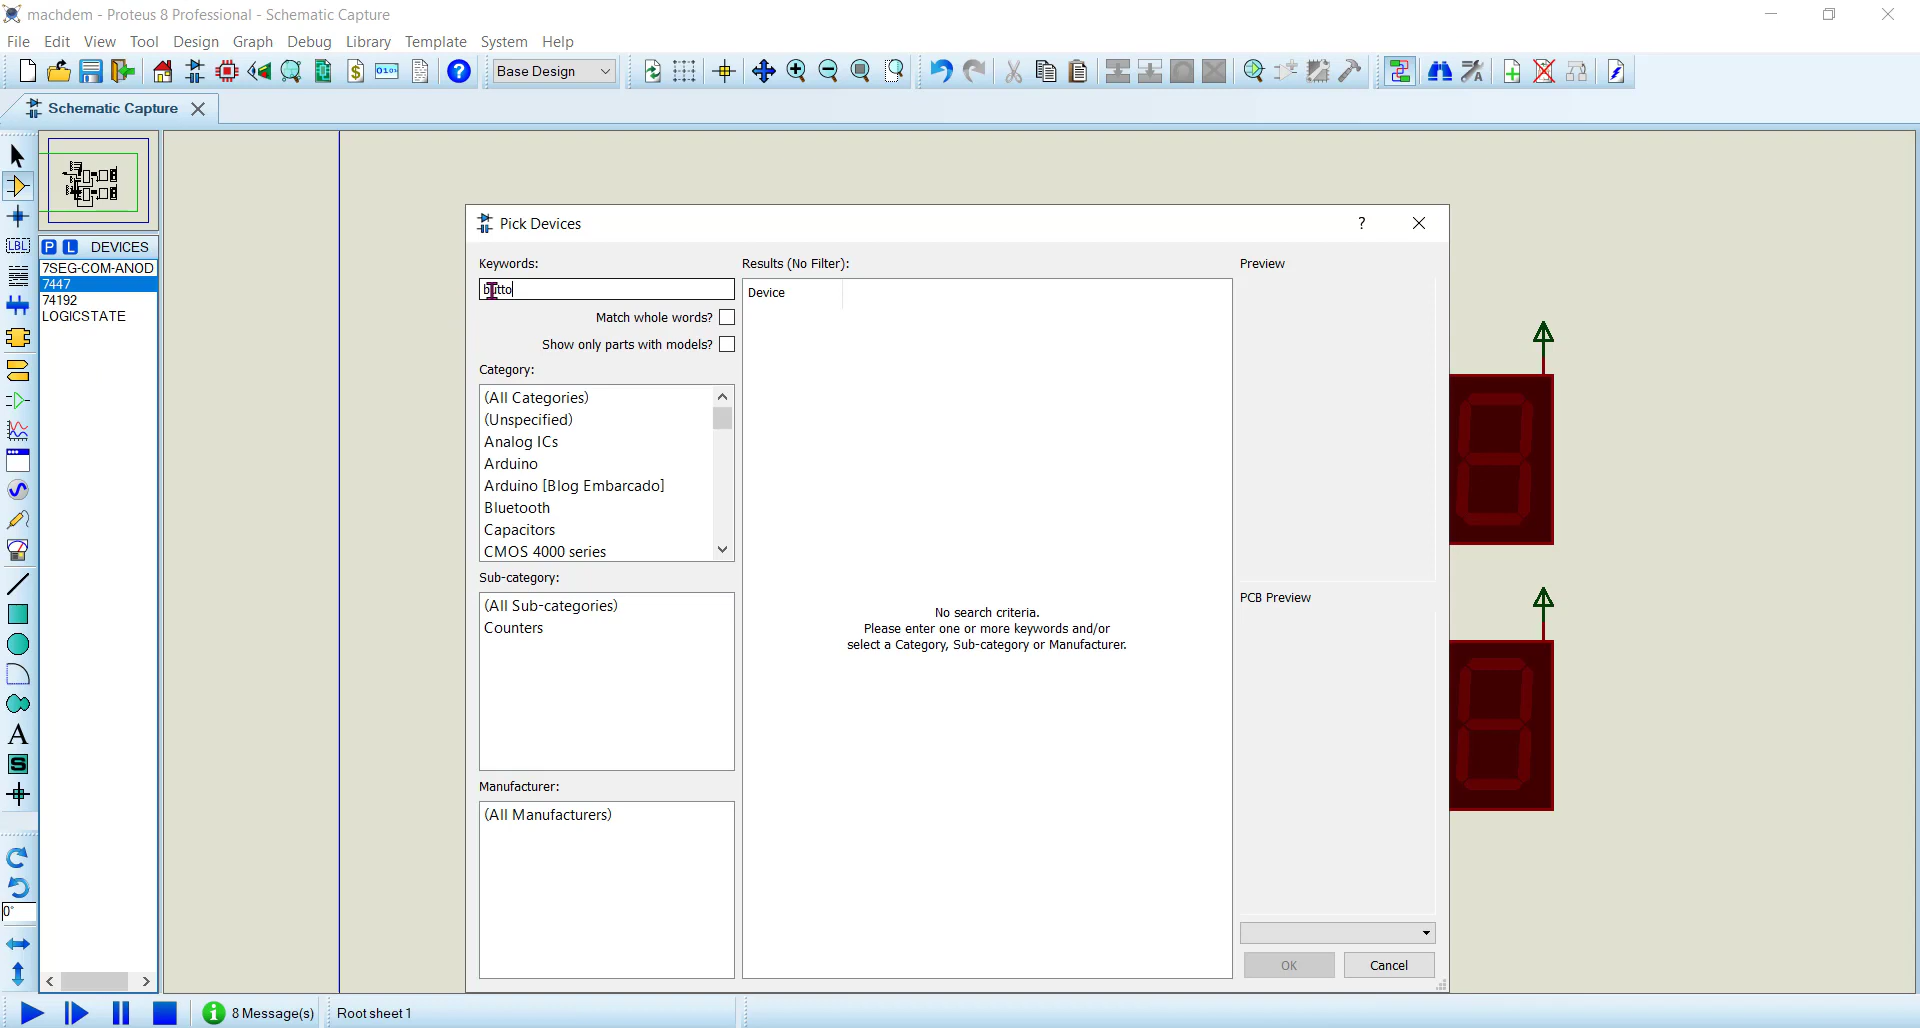 machdem - Proteus 8 Professional - Schematic Capture
File Edit View Tool Design Graph Debug Library Template System Help
Base Design
Schematic Capture
P L DEVICES
7SEG-COM-ANOD
7447
74192
LOGICSTATE
LBL
A
S
0°
Pick Devices
?
Keywords:
butto
Match whole words?
Show only parts with models?
Category:
(All Categories)
(Unspecified)
Analog ICs
Arduino
Arduino [Blog Embarcado]
Bluetooth
Capacitors
CMOS 4000 series
Sub-category:
(All Sub-categories)
Counters
Manufacturer:
(All Manufacturers)
Results (No Filter):
Device
No search criteria.
Please enter one or more keywords and/or
select a Category, Sub-category or Manufacturer.
Preview
PCB Preview
OK Cancel
8 Message(s) Root sheet 1